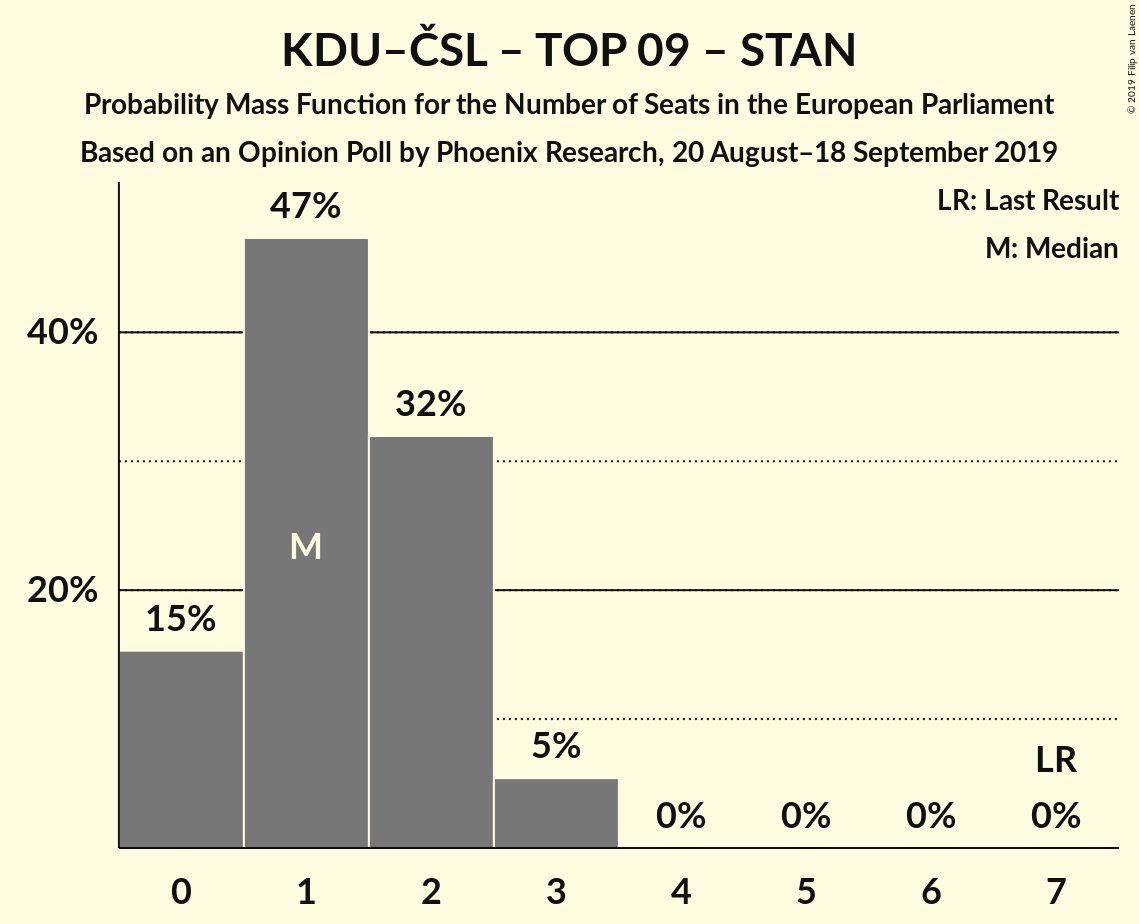 KDU–ČSL – TOP 09 – STAN
Probability Mass Function for the Number of Seats in the European Parliament
Based on an Opinion Poll by Phoenix Research, 20 August–18 September 2019
© 2019 Filip van Laenen
LR: Last Result
M: Median
47%
40%
32%
M
20%
15%
5%
LR
0% 0% 0% 0%
0 1 2 3 4 5 6 7